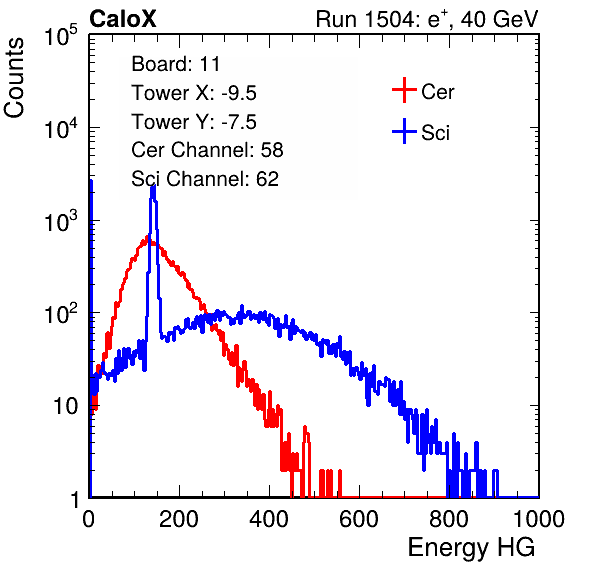 CaloX Run 1504: e⁺, 40 GeV
Counts
Board: 11
Tower X: -9.5
Tower Y: -7.5
Cer Channel: 58
Sci Channel: 62
Cer
Sci
10⁵
10⁴
10³
10²
10
1
0 200 400 600 800 1000
Energy HG